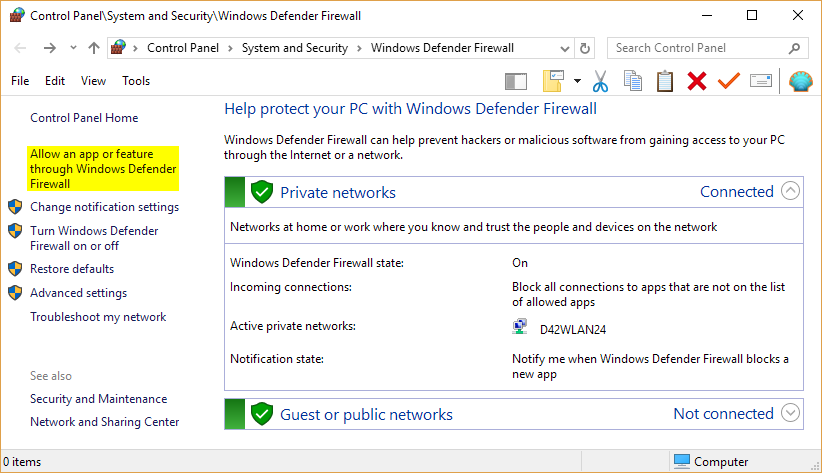 Control Panel\System and Security\Windows Defender Firewall
Control Panel > System and Security > Windows Defender Firewall
Search Control Panel
File Edit View Tools
Control Panel Home
Allow an app or feature
through Windows Defender
Firewall
Change notification settings
Turn Windows Defender
Firewall on or off
Restore defaults
Advanced settings
Troubleshoot my network
See also
Security and Maintenance
Network and Sharing Center
Help protect your PC with Windows Defender Firewall
Windows Defender Firewall can help prevent hackers or malicious software from gaining access to your PC
through the Internet or a network.
Private networks Connected
Networks at home or work where you know and trust the people and devices on the network
Windows Defender Firewall state: On
Incoming connections: Block all connections to apps that are not on the list
of allowed apps
Active private networks: D42WLAN24
Notification state: Notify me when Windows Defender Firewall blocks a
new app
Guest or public networks Not connected
0 items
Computer